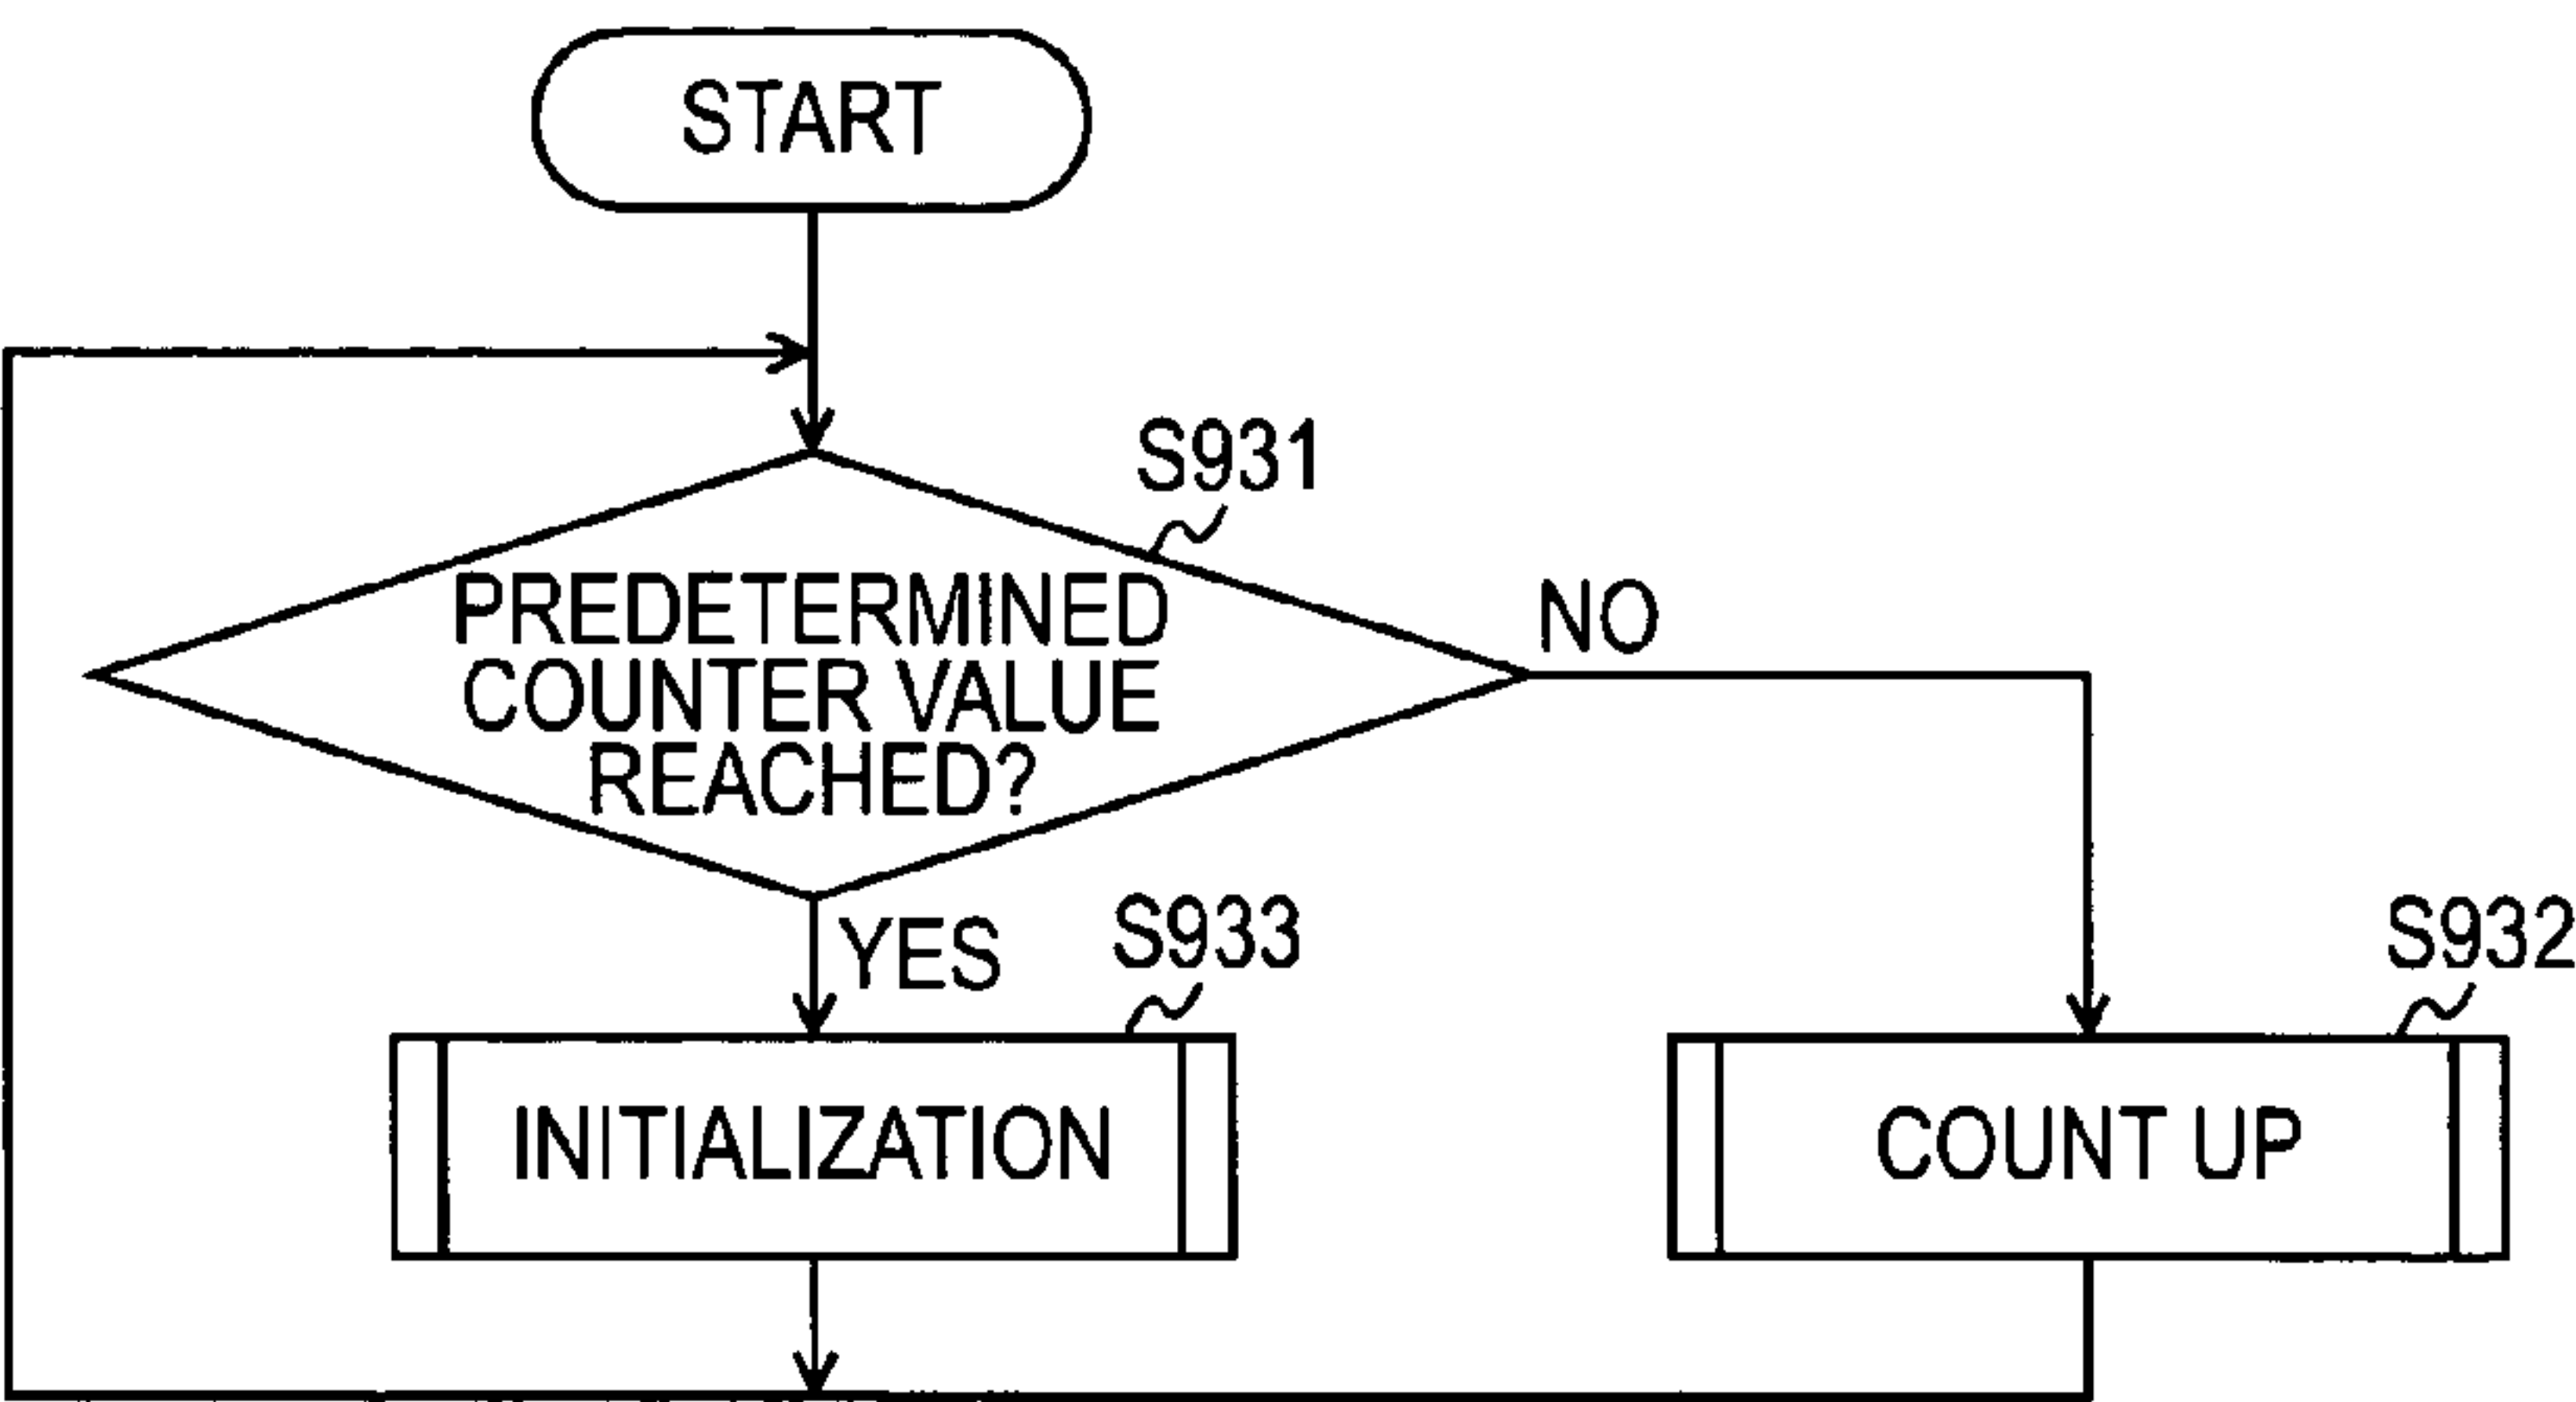 START
S931
PREDETERMINED
COUNTER VALUE
REACHED?
NO
YES
S933
S932
INITIALIZATION
COUNT UP